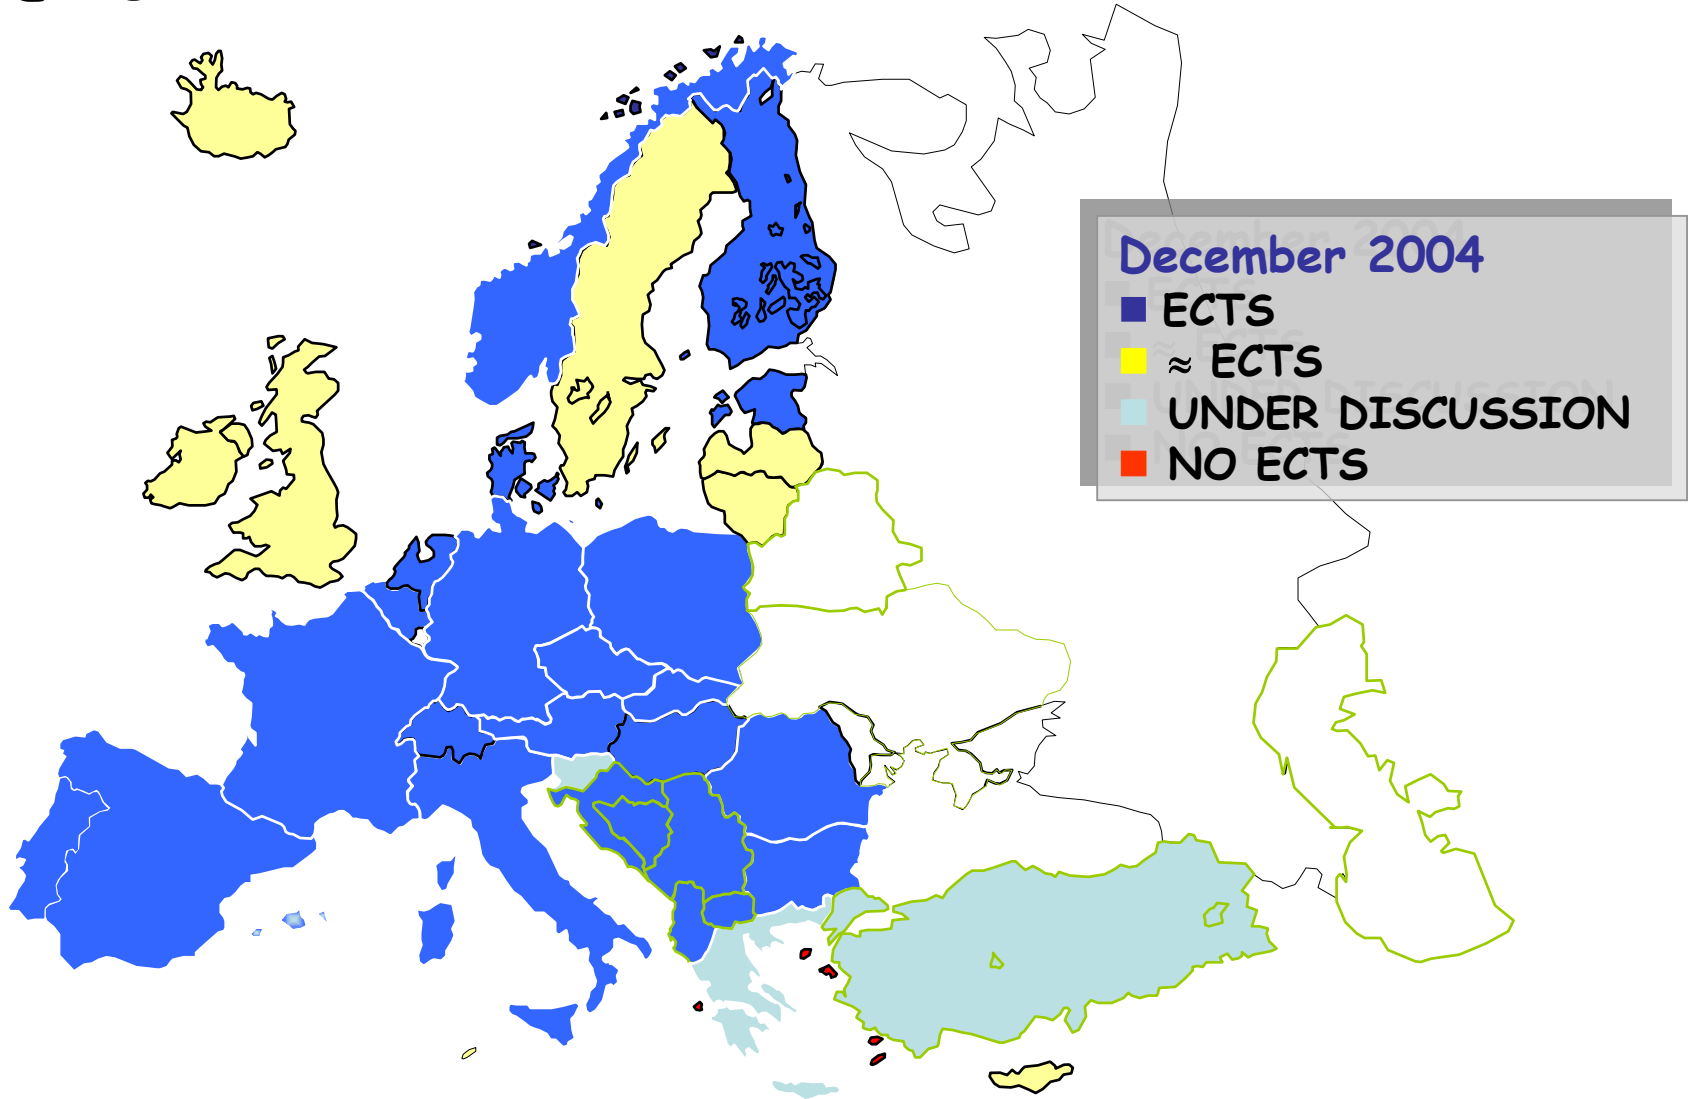 December 2004
ECTS
≈ ECTS
UNDER DISCUSSION
NO ECTS